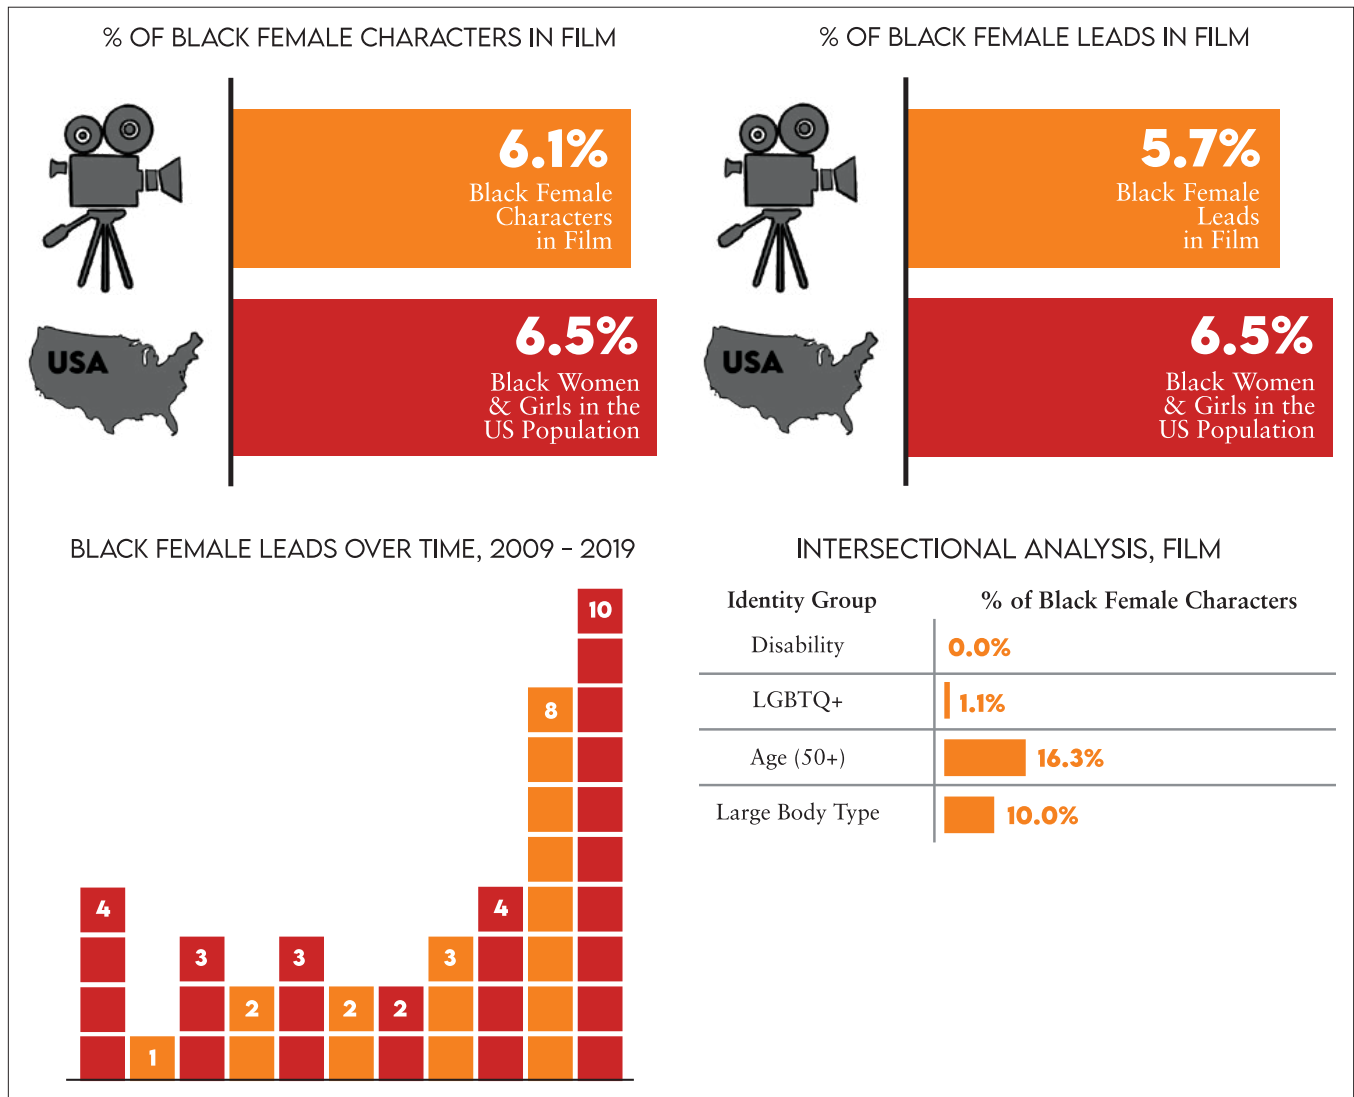 % OF BLACK FEMALE CHARACTERS IN FILM
6.1%
Black Female
Characters
in Film
USA
6.5%
Black Women
& Girls in the
US Population
% OF BLACK FEMALE LEADS IN FILM
5.7%
Black Female
Leads
in Film
USA
6.5%
Black Women
& Girls in the
US Population
BLACK FEMALE LEADS OVER TIME, 2009 – 2019
4
1
3
2
3
2
2
3
4
8
10
INTERSECTIONAL ANALYSIS, FILM
Identity Group % of Black Female Characters
Disability 0.0%
LGBTQ+ 1.1%
Age (50+) 16.3%
Large Body Type 10.0%